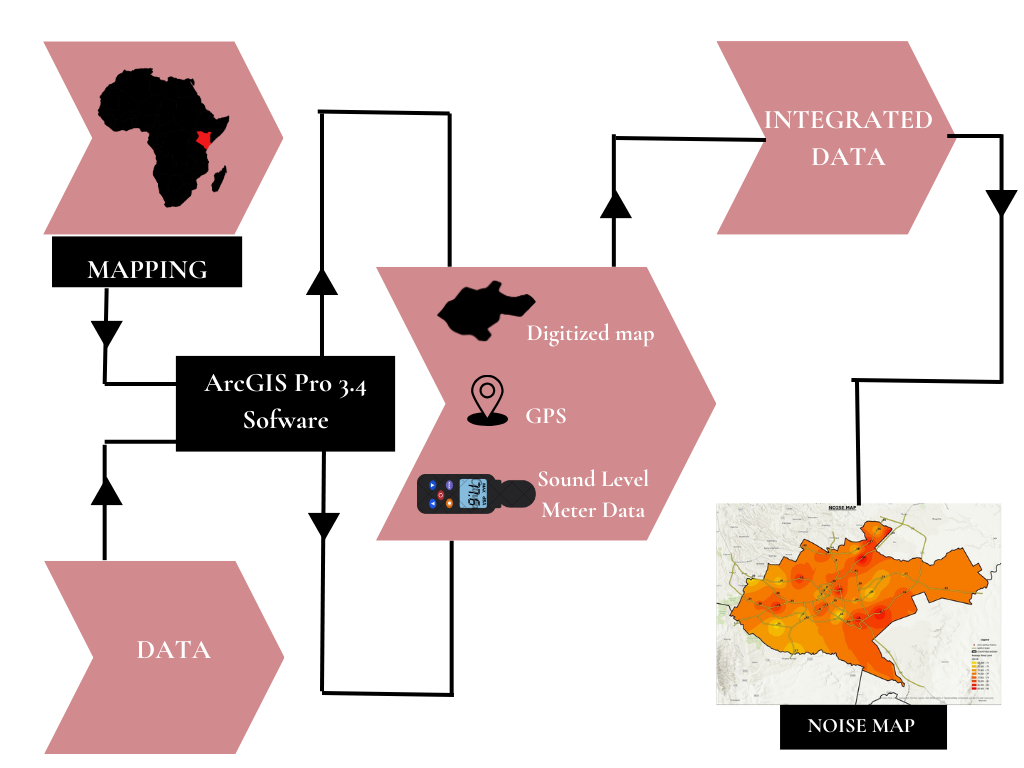 MAPPING
ArcGIS Pro 3.4
Sofware
DATA
Digitized map
GPS
Sound Level
Meter Data
INTEGRATED
DATA
NOISE MAP
NOISE MAP